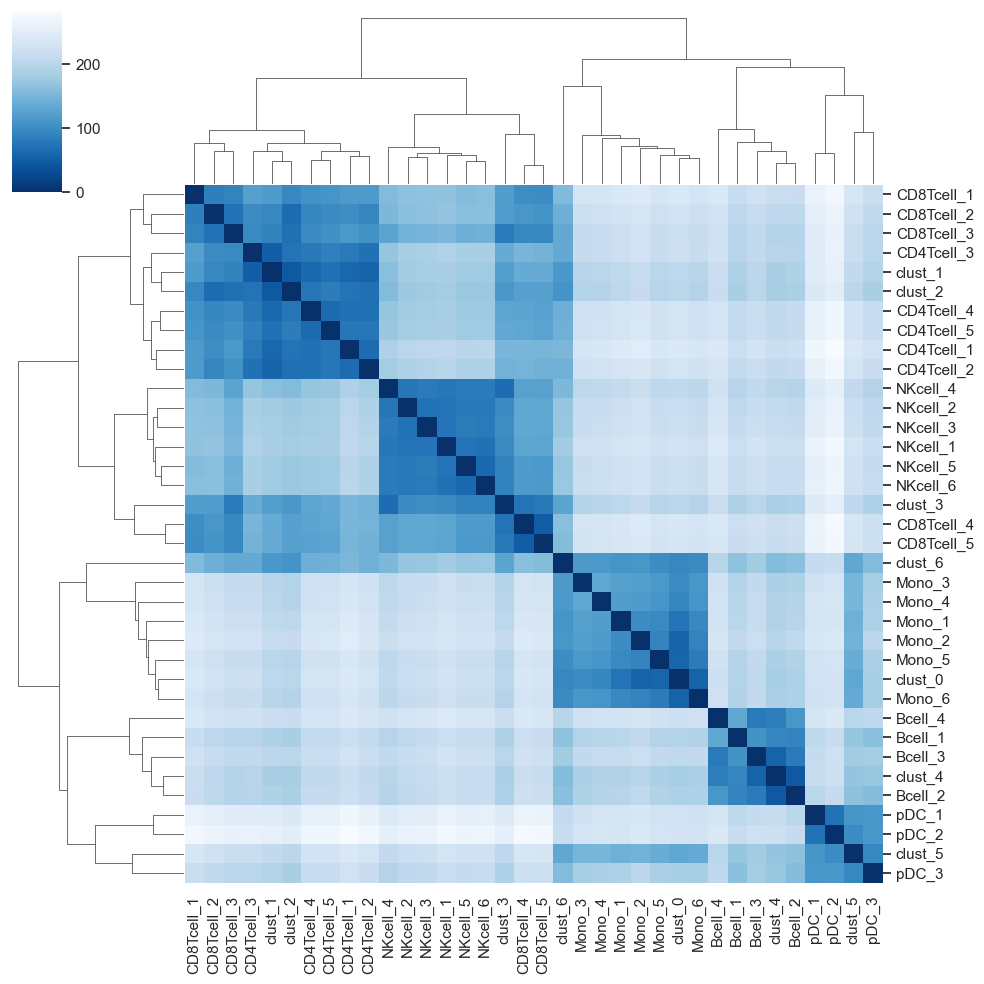 200
100
0
CD8Tcell_1
CD8Tcell_2
CD8Tcell_3
CD4Tcell_3
clust_1
clust_2
CD4Tcell_4
CD4Tcell_5
CD4Tcell_1
CD4Tcell_2
NKcell_4
NKcell_2
NKcell_3
NKcell_1
NKcell_5
NKcell_6
clust_3
CD8Tcell_4
CD8Tcell_5
clust_6
Mono_3
Mono_4
Mono_1
Mono_2
Mono_5
clust_0
Mono_6
Bcell_4
Bcell_1
Bcell_3
clust_4
Bcell_2
pDC_1
pDC_2
clust_5
pDC_3
CD8Tcell_1
CD8Tcell_2
CD8Tcell_3
CD4Tcell_3
clust_1
clust_2
CD4Tcell_4
CD4Tcell_5
CD4Tcell_1
CD4Tcell_2
NKcell_4
NKcell_2
NKcell_3
NKcell_1
NKcell_5
NKcell_6
clust_3
CD8Tcell_4
CD8Tcell_5
clust_6
Mono_3
Mono_4
Mono_1
Mono_2
Mono_5
clust_0
Mono_6
Bcell_4
Bcell_1
Bcell_3
clust_4
Bcell_2
pDC_1
pDC_2
clust_5
pDC_3